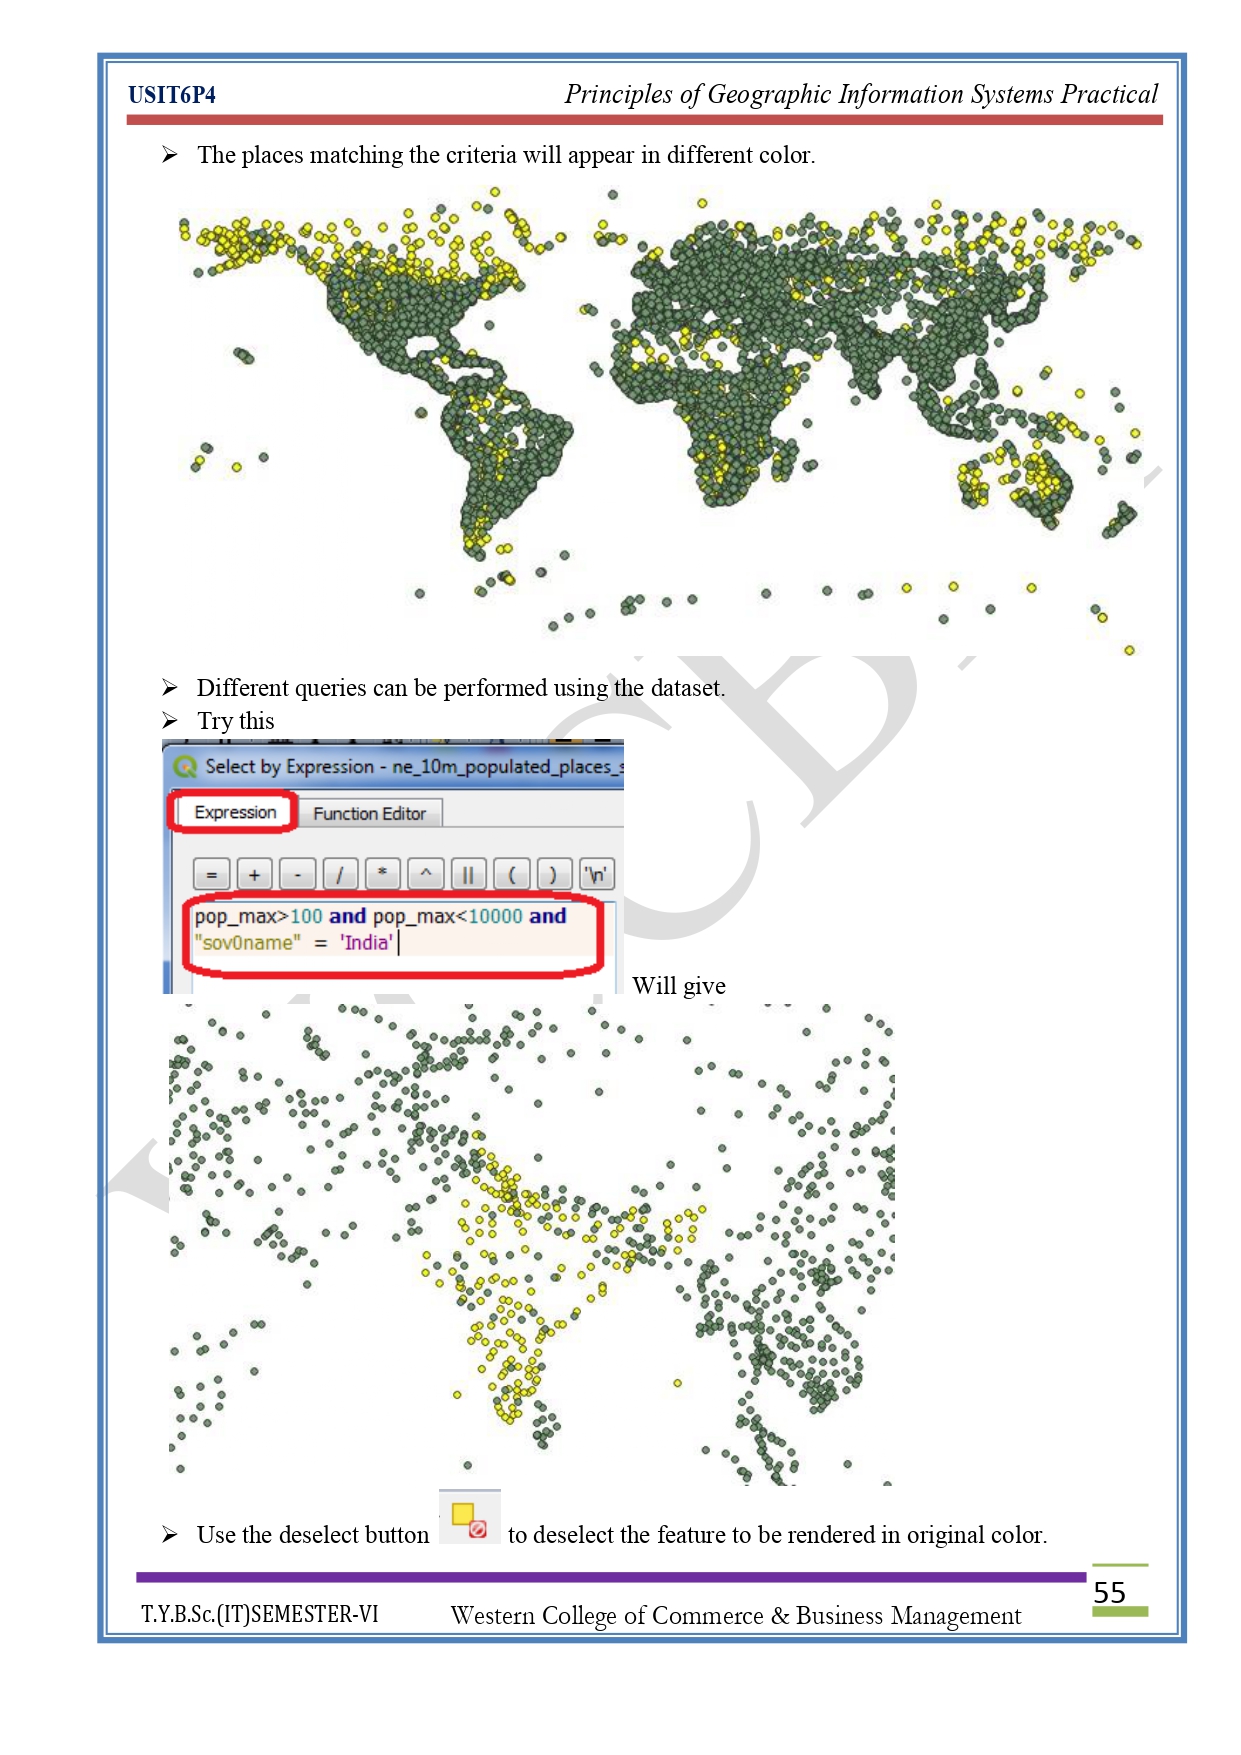 USIT6P4 Principles of Geographic Information Systems Practical
➢ The places matching the criteria will appear in different color.
➢ Different queries can be performed using the dataset.
➢ Try this
Select by Expression - ne_10m_populated_places_s
Expression Function Editor
= + - / * ^ || ( ) '\n'
pop_max>100 and pop_max<10000 and
"sov0name" = 'India'
Will give
➢ Use the deselect button to deselect the feature to be rendered in original color.
55
T.Y.B.Sc.(IT)SEMESTER-VI Western College of Commerce & Business Management